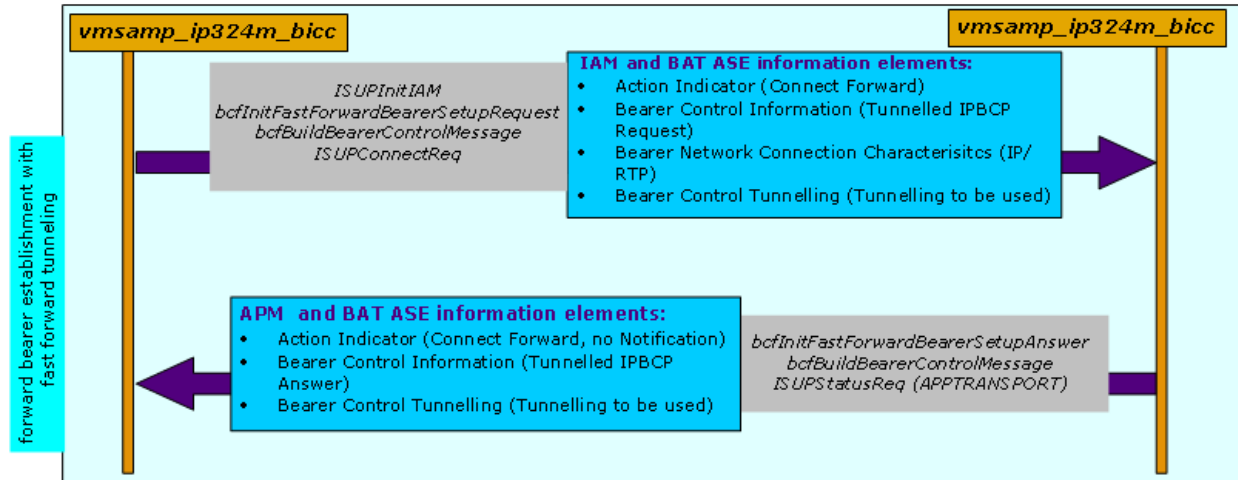 vmsamp_ip324m_bicc
vmsamp_ip324m_bicc
ISUPInitIAM
bcfInitFastForwardBearerSetupRequest
bcfBuildBearerControlMessage
ISUPConnectReq
IAM and BAT ASE information elements:
• Action Indicator (Connect Forward)
• Bearer Control Information (Tunnelled IPBCP
Request)
• Bearer Network Connection Characterisitcs (IP/
RTP)
• Bearer Control Tunnelling (Tunnelling to be used)
forward bearer establishment with
fast forward tunneling
APM and BAT ASE information elements:
• Action Indicator (Connect Forward, no Notification)
• Bearer Control Information (Tunnelled IPBCP
Answer)
• Bearer Control Tunnelling (Tunnelling to be used)
bcfInitFastForwardBearerSetupAnswer
bcfBuildBearerControlMessage
ISUPStatusReq (APPTRANSPORT)